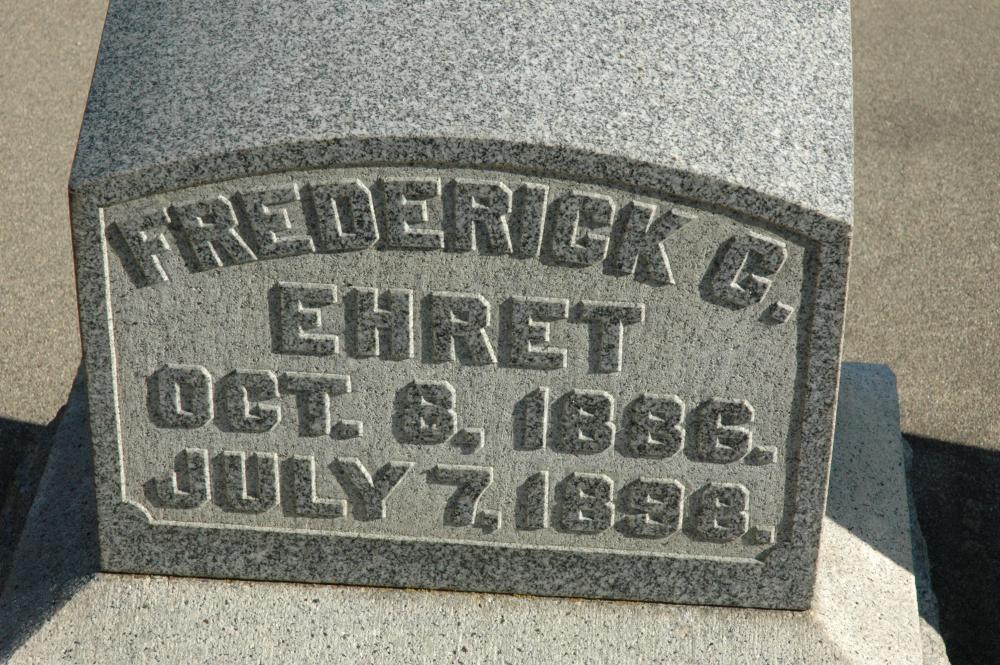 FREDERICK C.
EHRET
OCT. 8, 1886.
JULY 7, 1898.